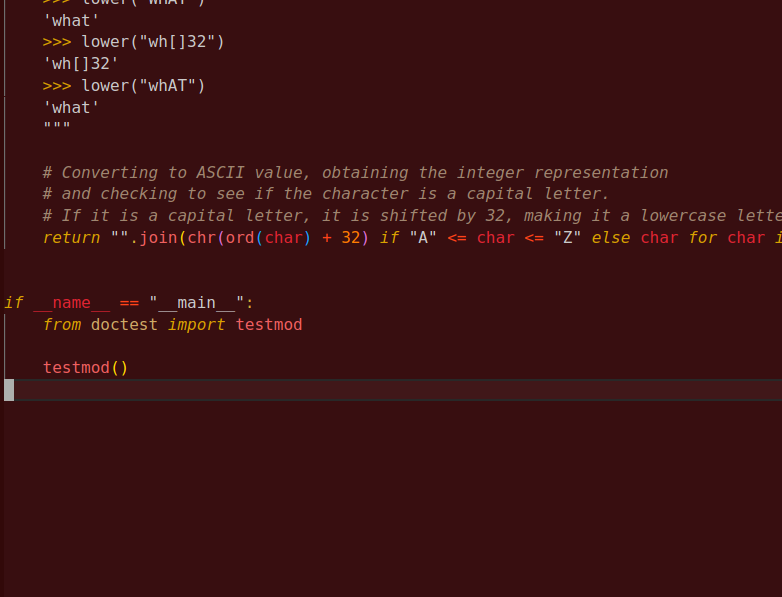 >>> lower("WHAT")
'what'
>>> lower("wh[]32")
'wh[]32'
>>> lower("whAT")
'what'
"""
# Converting to ASCII value, obtaining the integer representation
# and checking to see if the character is a capital letter.
# If it is a capital letter, it is shifted by 32, making it a lowercase lette
return "".join(chr(ord(char) + 32) if "A" <= char <= "Z" else char for char i
if __name__ == "__main__":
from doctest import testmod
testmod()